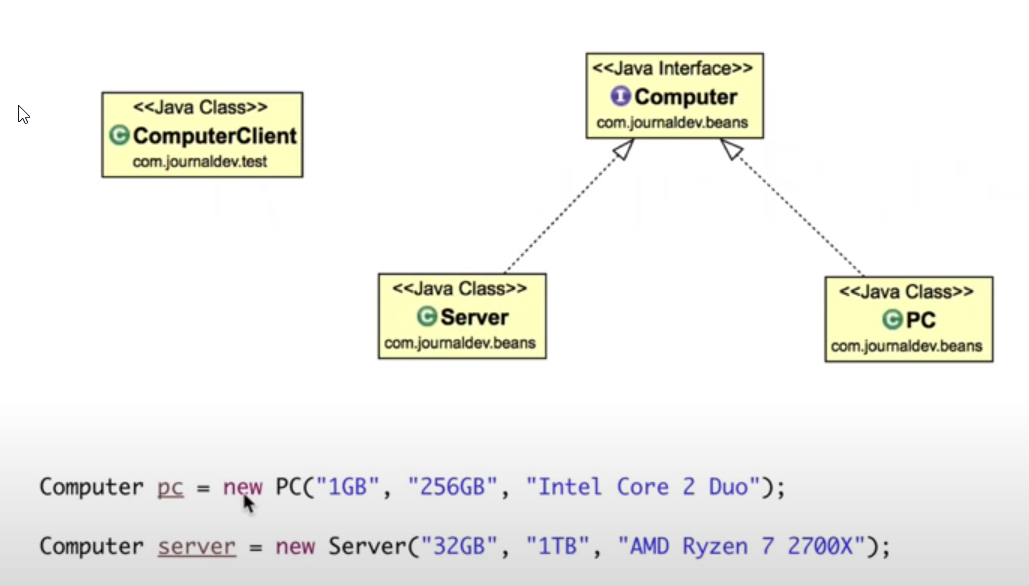 <<Java Interface>>
Computer
com.journaldev.beans
<<Java Class>>
ComputerClient
com.journaldev.test
<<Java Class>>
Server
com.journaldev.beans
<<Java Class>>
PC
com.journaldev.beans
Computer pc = new PC("1GB", "256GB", "Intel Core 2 Duo");
Computer server = new Server("32GB", "1TB", "AMD Ryzen 7 2700X");